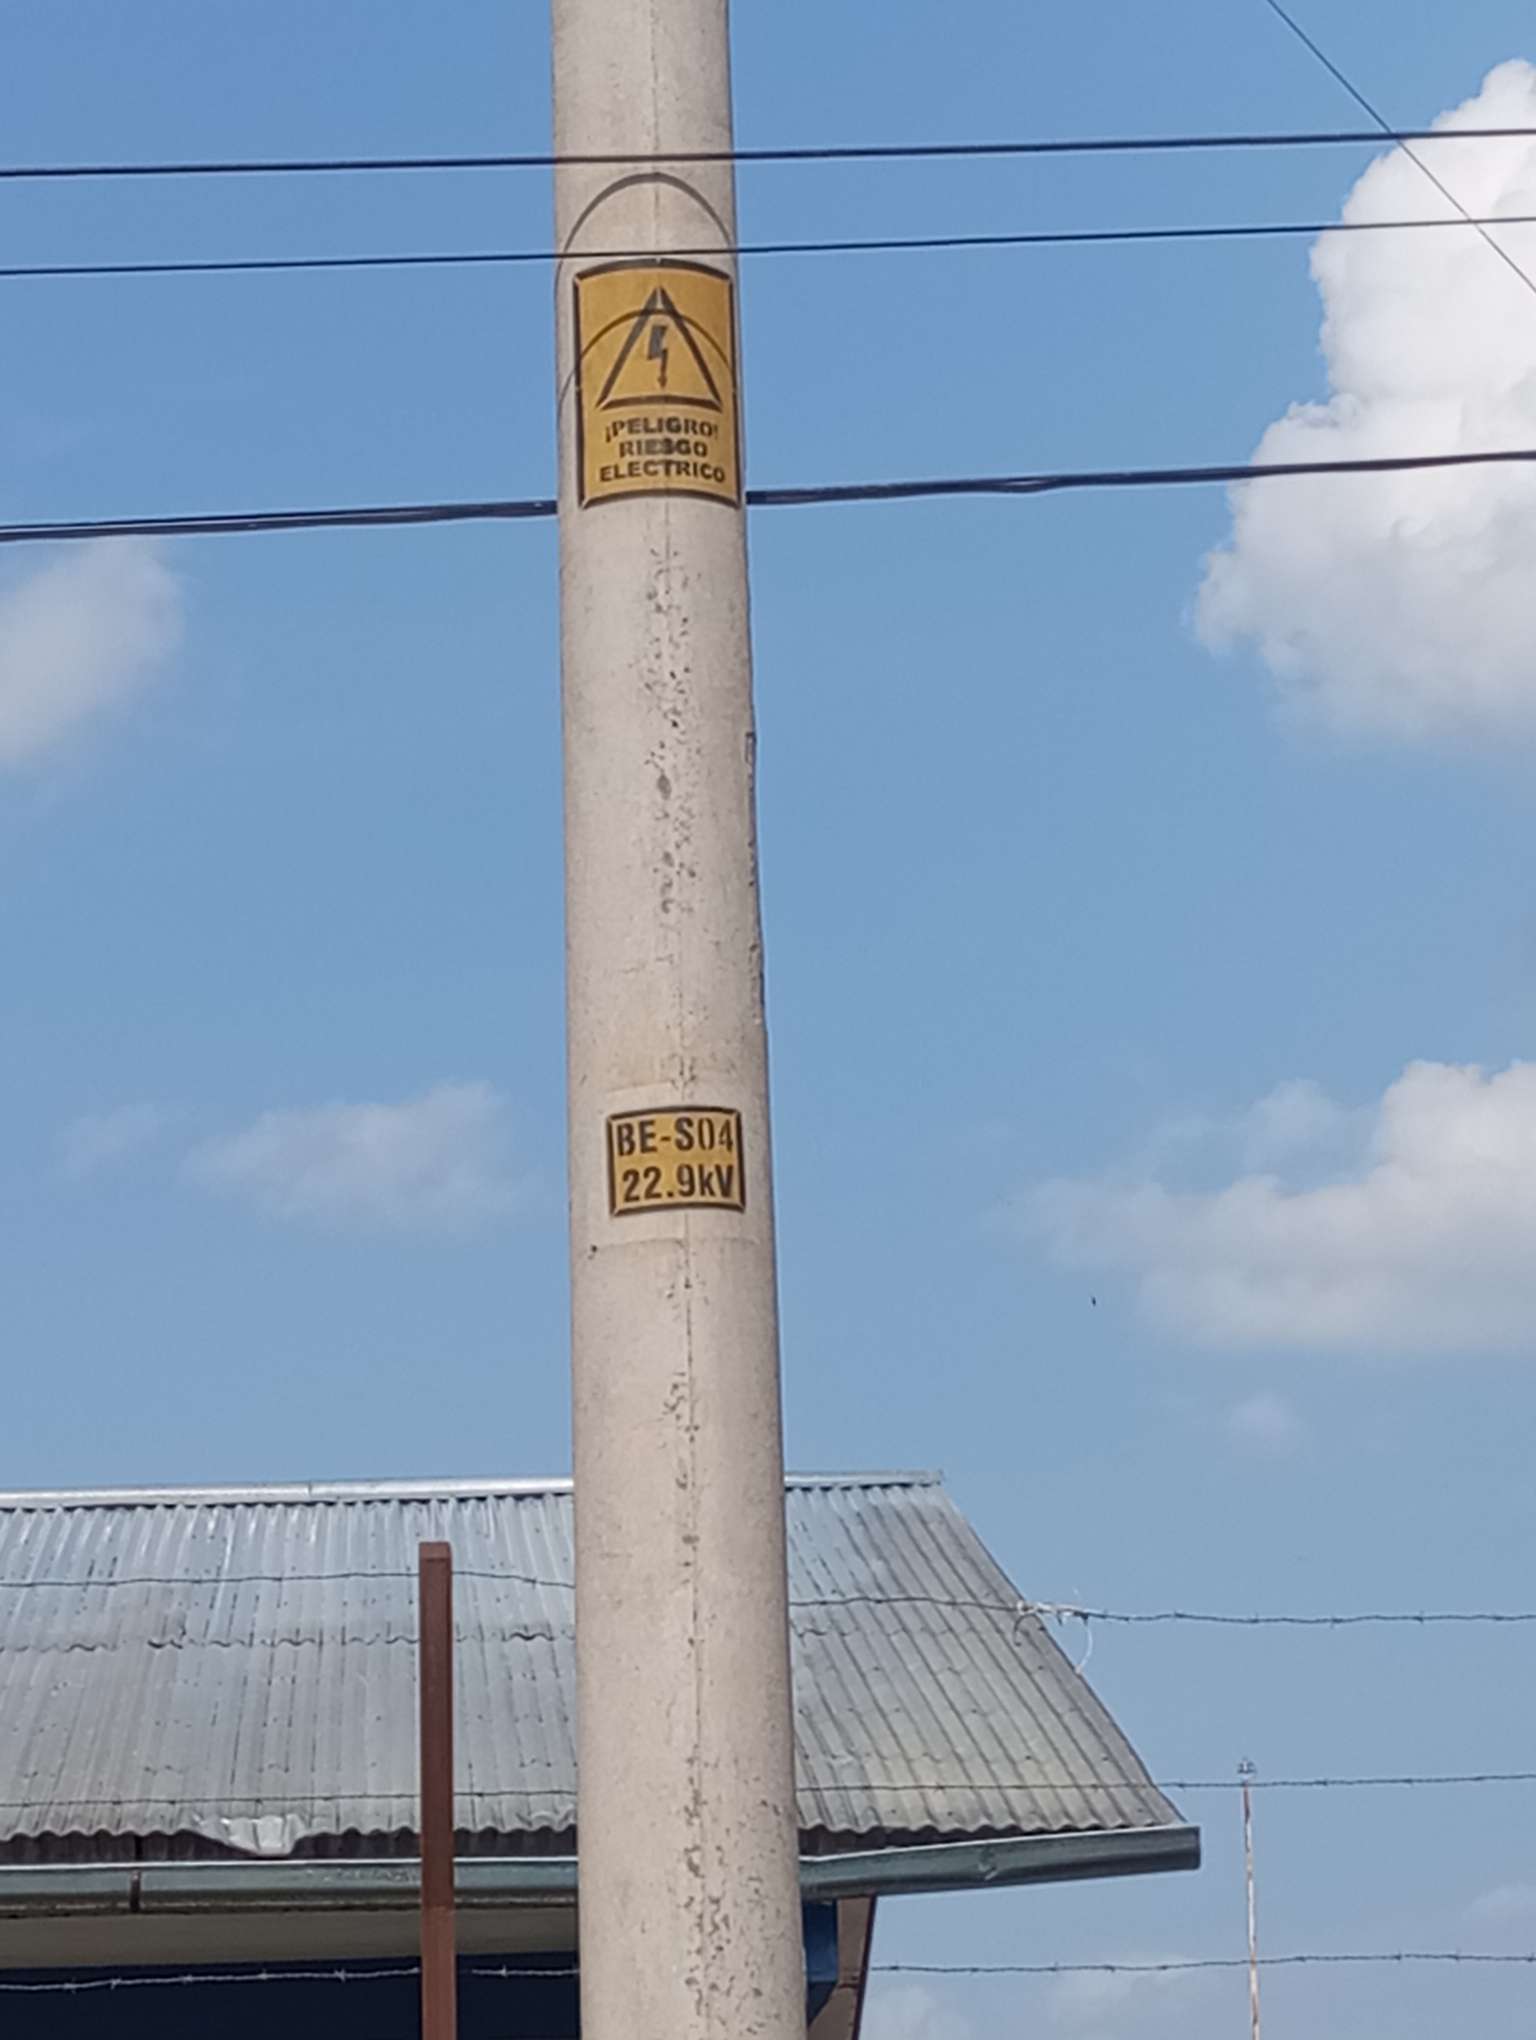 ¡PELIGRO!
RIESGO
ELECTRICO
BE-S04
22.9kV